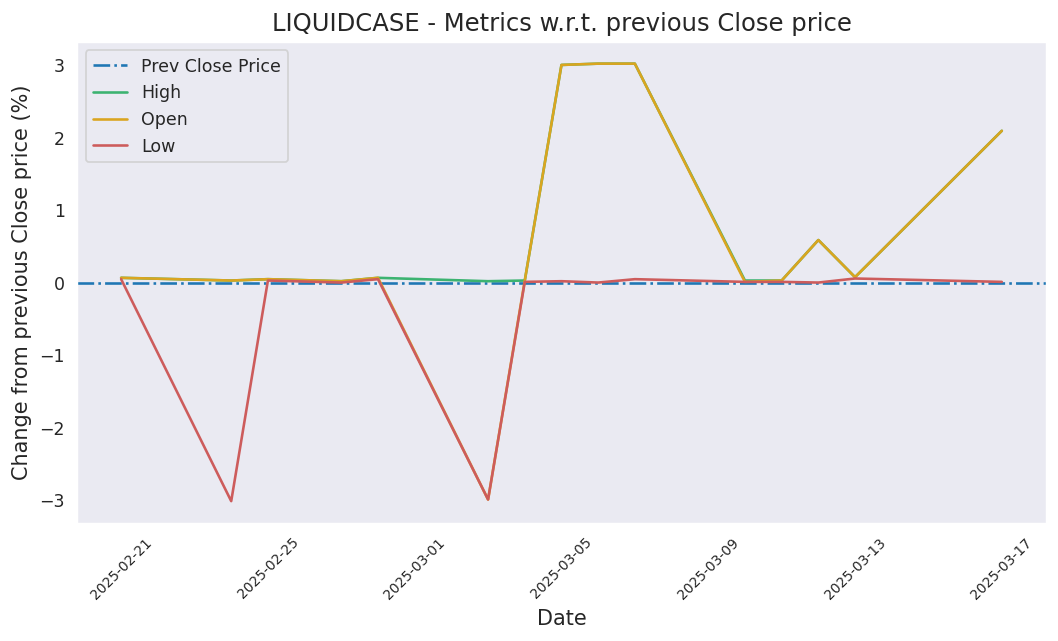 LIQUIDCASE - Metrics w.r.t. previous Close price
Prev Close Price
High
Open
Low
Change from previous Close price (%)
3
2
1
0
−1
−2
−3
2025-02-21
2025-02-25
2025-03-01
2025-03-05
2025-03-09
2025-03-13
2025-03-17
Date